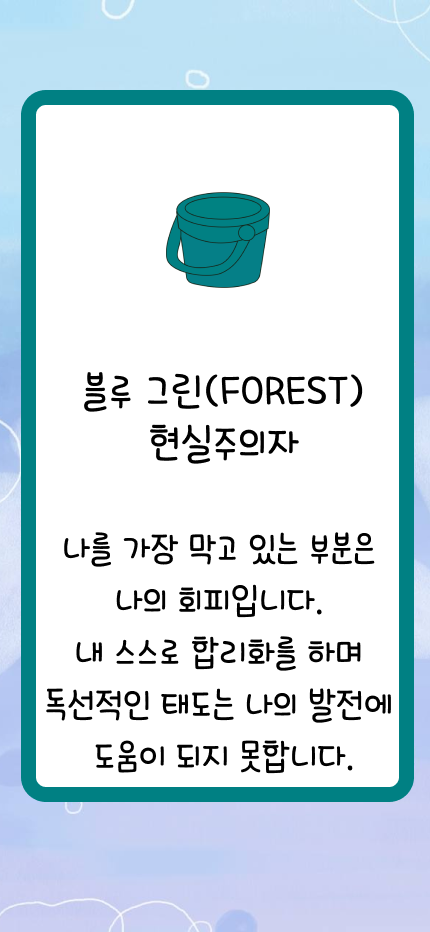 블루 그린(FOREST)
현실주의자
나를 가장 막고 있는 부분은
나의 회피입니다.
내 스스로 합리화를 하며
독선적인 태도는 나의 발전에
도움이 되지 못합니다.